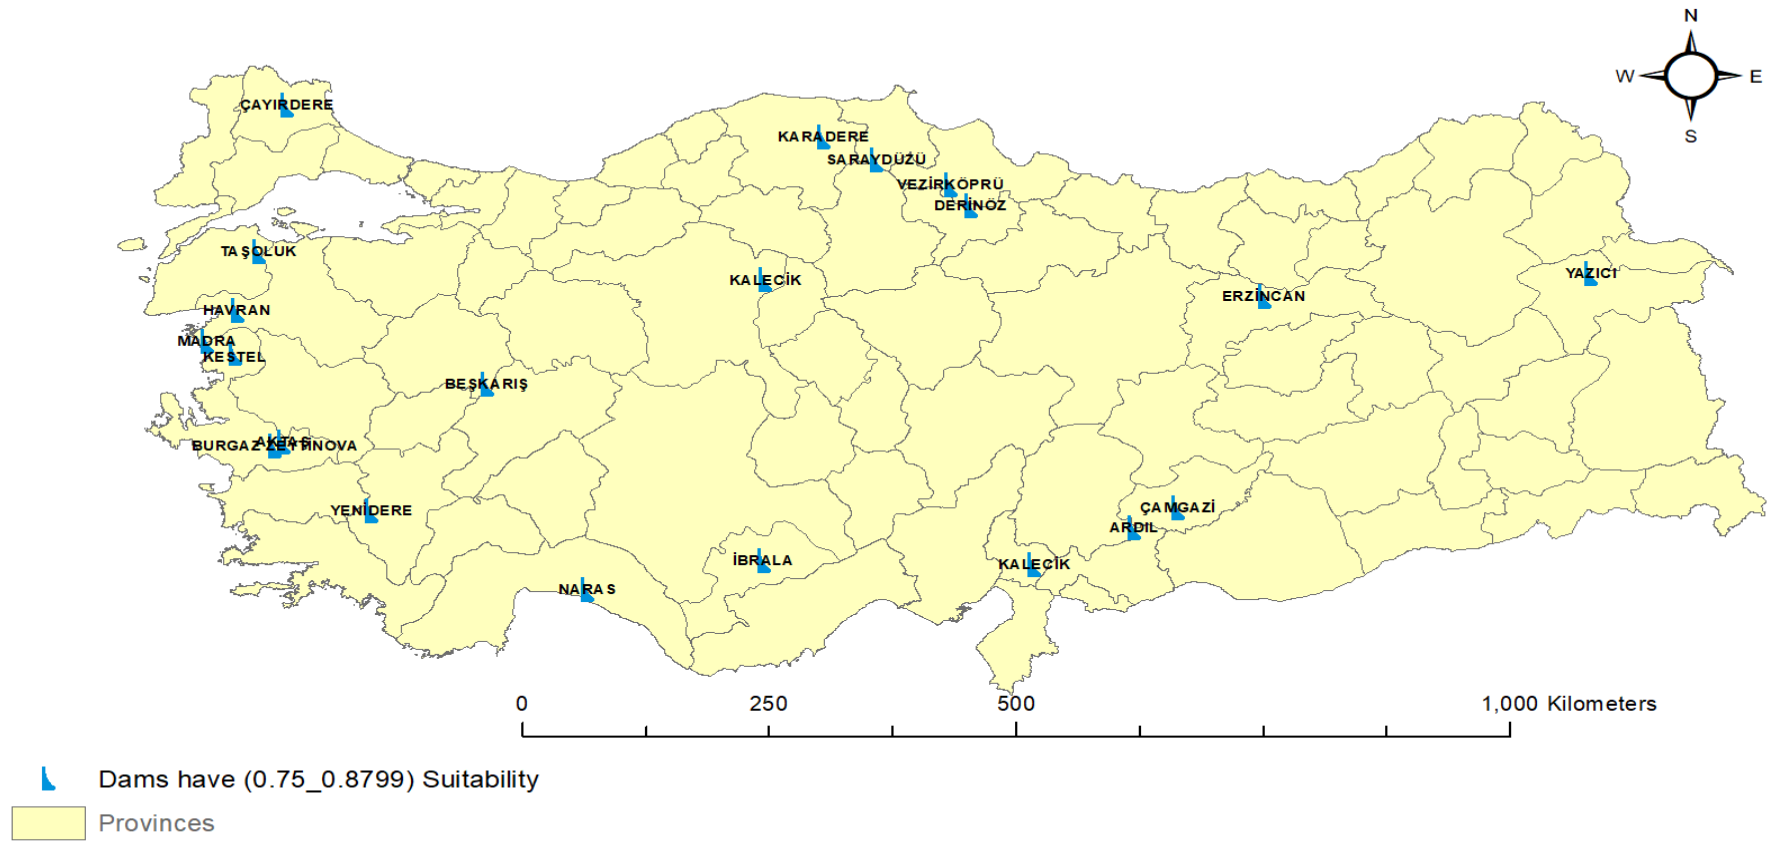 N
W E
S
ÇAYIRDERE
KARADERE
SARAYDÜZÜ
VEZİRKÖPRÜ
DERİNÖZ
TAŞOLUK
KALECİK
YAZICI
ERZİNCAN
HAVRAN
MADRA
KESTEL
BEŞKARIŞ
AKTAŞ
BURGAZ ZEYTİNOVA
YENİDERE
ÇAMGAZİ
ARDIL
İBRALA
KALECİK
NARAS
0 250 500 1,000 Kilometers
Dams have (0.75_0.8799) Suitability
Provinces